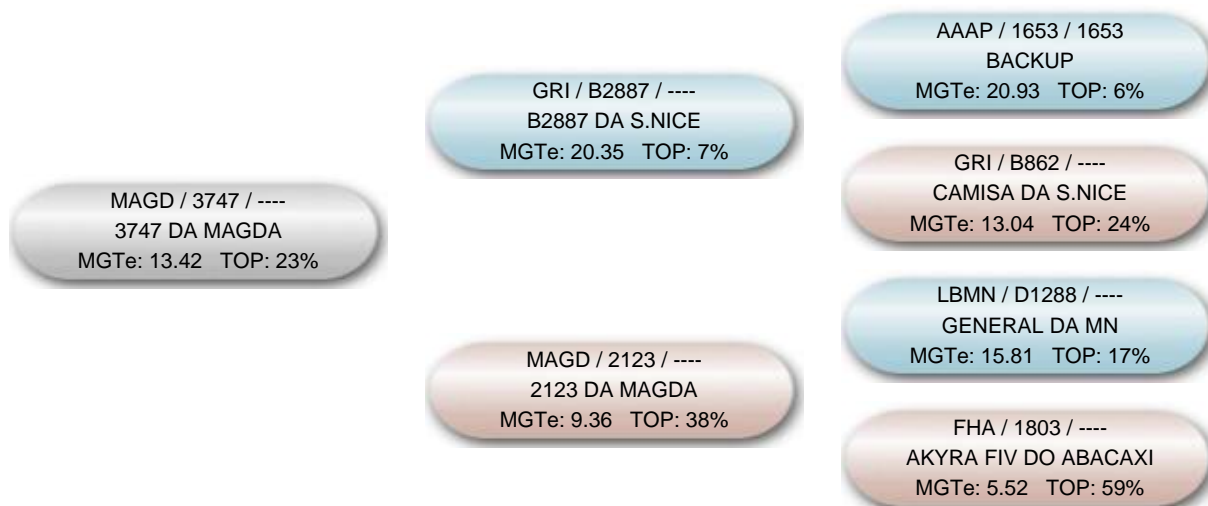 MAGD / 3747 / ----
3747 DA MAGDA
MGTe: 13.42 TOP: 23%
GRI / B2887 / ----
B2887 DA S.NICE
MGTe: 20.35 TOP: 7%
MAGD / 2123 / ----
2123 DA MAGDA
MGTe: 9.36 TOP: 38%
AAAP / 1653 / 1653
BACKUP
MGTe: 20.93 TOP: 6%
GRI / B862 / ----
CAMISA DA S.NICE
MGTe: 13.04 TOP: 24%
LBMN / D1288 / ----
GENERAL DA MN
MGTe: 15.81 TOP: 17%
FHA / 1803 / ----
AKYRA FIV DO ABACAXI
MGTe: 5.52 TOP: 59%